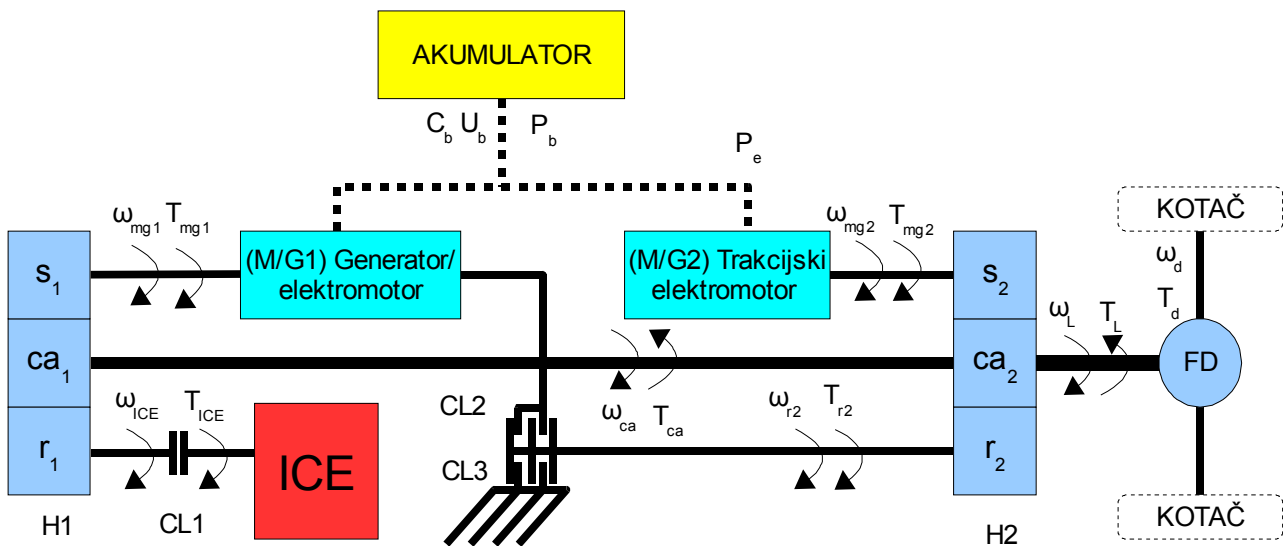 AKUMULATOR
C_b U_b P_b
P_e
KOTAČ
ω_mg1 T_mg1
(M/G1) Generator/
elektromotor
(M/G2) Trakcijski
elektromotor
ω_mg2 T_mg2
s_1
s_2
ω_d
T_d
ω_L T_L
ca_1
ca_2
FD
ω_ICE T_ICE
CL2
ω_ca T_ca
ω_r2 T_r2
r_1
ICE
CL3
r_2
H1
CL1
H2
KOTAČ